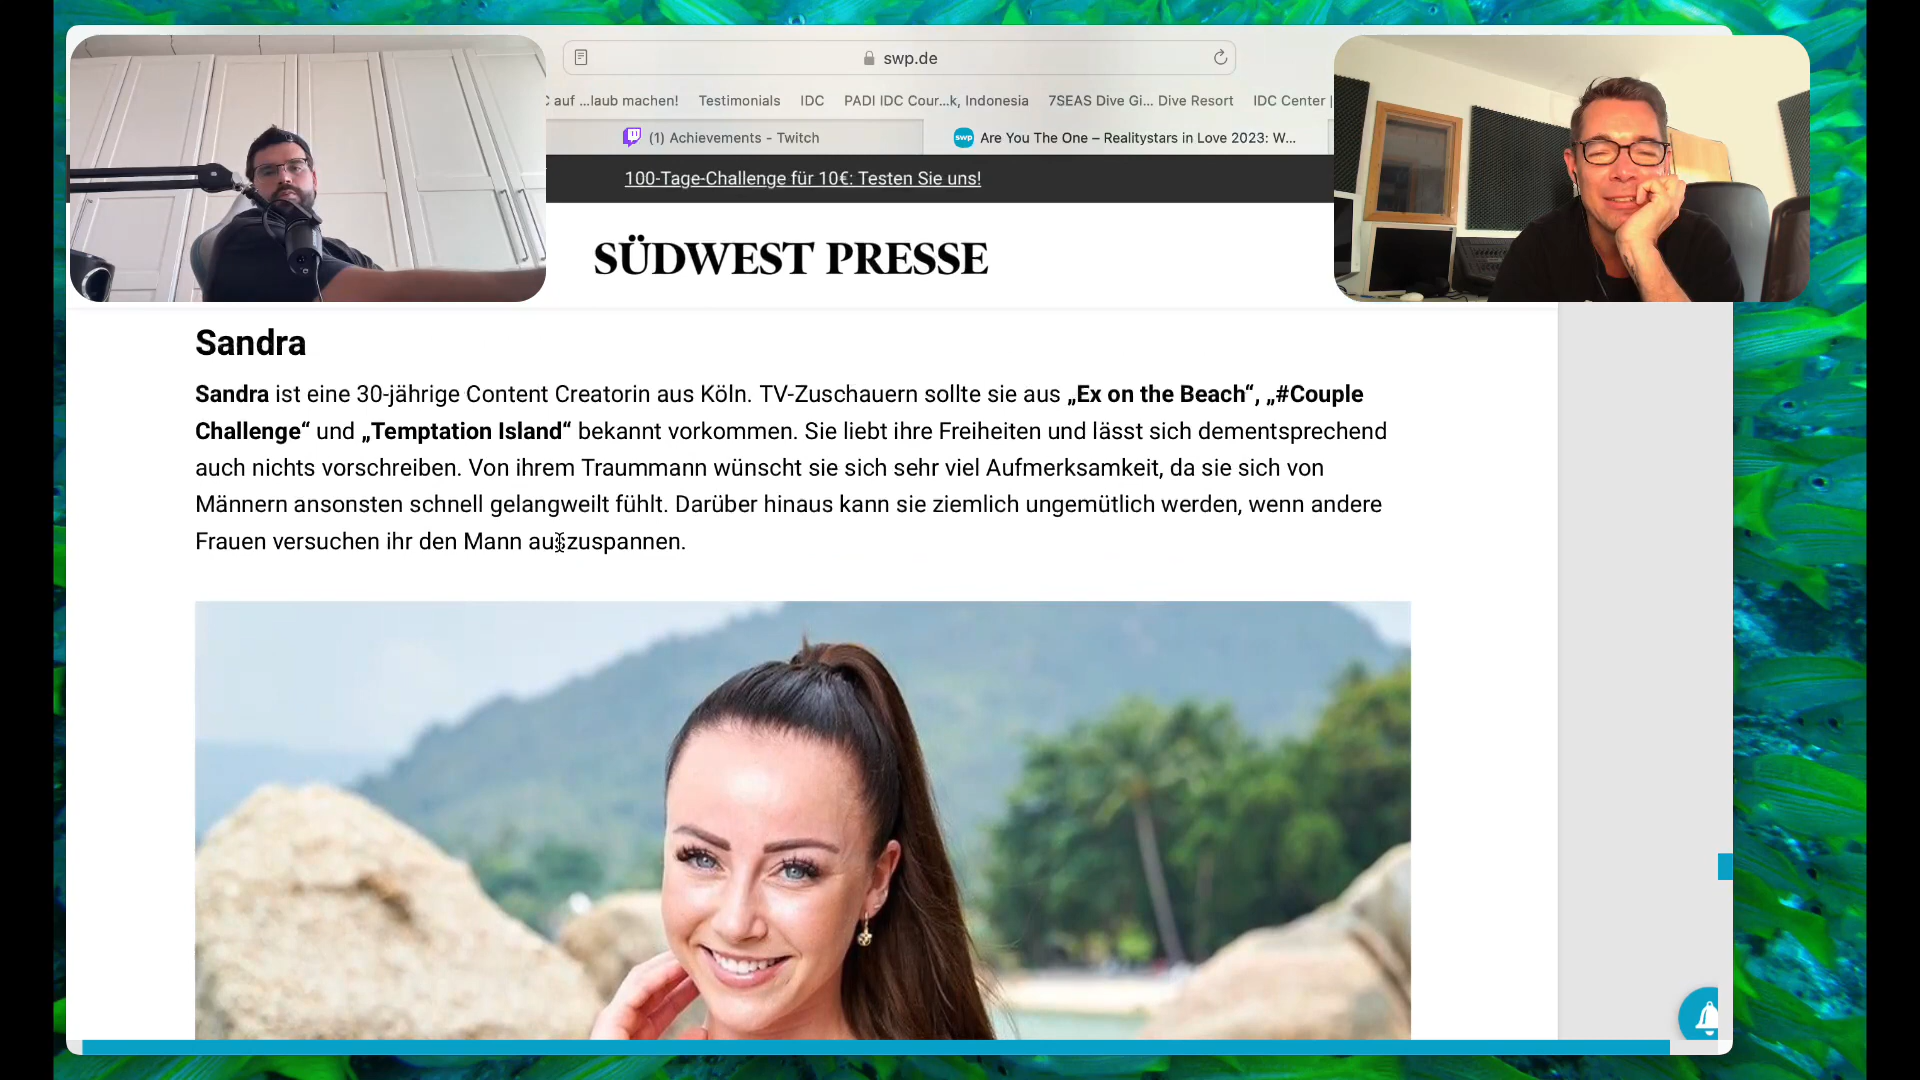 swp.de
C auf ...laub machen! Testimonials IDC PADI IDC Cour...k, Indonesia 7SEAS Dive Gi... Dive Resort IDC Center |
(1) Achievements - Twitch
swp Are You The One – Realitystars in Love 2023: W...
100-Tage-Challenge für 10€: Testen Sie uns!
SÜDWEST PRESSE
Sandra
Sandra ist eine 30-jährige Content Creatorin aus Köln. TV-Zuschauern sollte sie aus „Ex on the Beach“, „#Couple
Challenge“ und „Temptation Island“ bekannt vorkommen. Sie liebt ihre Freiheiten und lässt sich dementsprechend
auch nichts vorschreiben. Von ihrem Traummann wünscht sie sich sehr viel Aufmerksamkeit, da sie sich von
Männern ansonsten schnell gelangweilt fühlt. Darüber hinaus kann sie ziemlich ungemütlich werden, wenn andere
Frauen versuchen ihr den Mann auszuspannen.